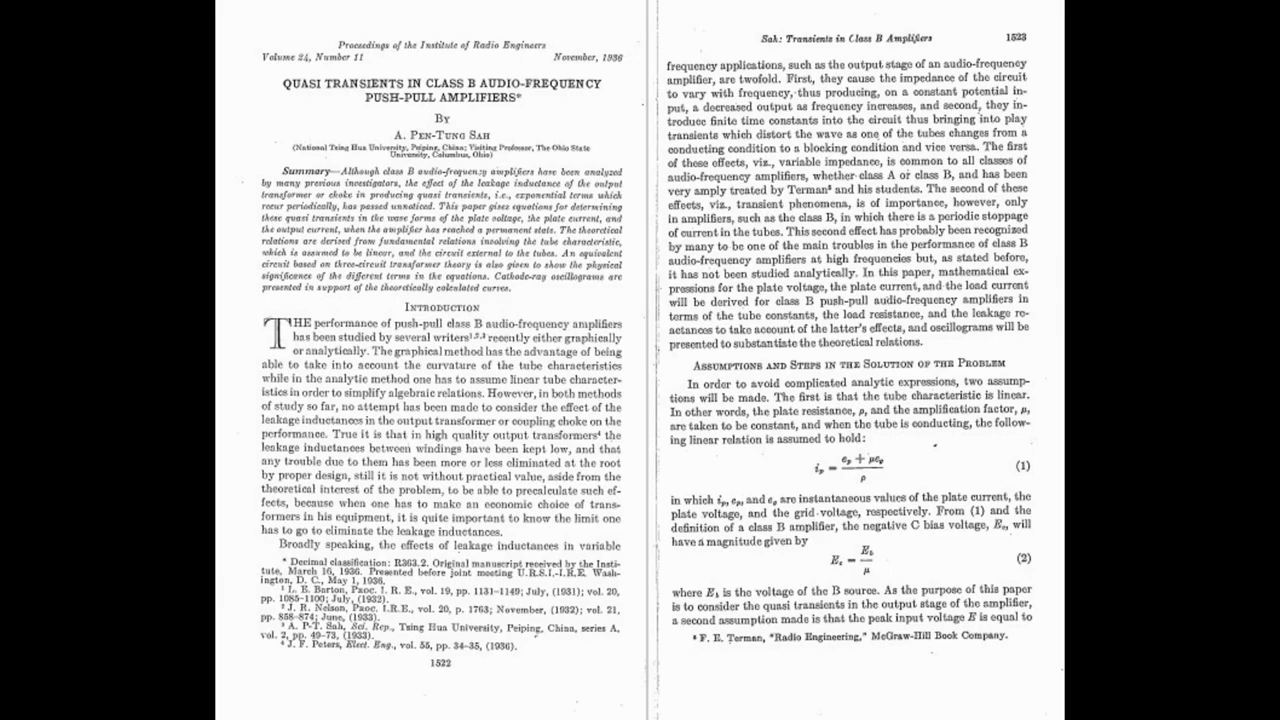 Proceedings of the Institute of Radio Engineers
Volume 24, Number 11 November, 1936
QUASI TRANSIENTS IN CLASS B AUDIO-FREQUENCY
PUSH-PULL AMPLIFIERS*
By
A. Pen-Tung Sah
(National Tsing Hua University, Peiping, China; Visiting Professor, The Ohio State
University, Columbus, Ohio)
Summary—Although class B audio-frequency amplifiers have been analyzed
by many previous investigators, the effect of the leakage inductance of the output
transformer or choke in producing quasi transients, i.e., exponential terms which
recur periodically, has passed unnoticed. This paper gives equations for determining
these quasi transients in the wave forms of the plate voltage, the plate current, and
the output current, when the amplifier has reached a permanent state. The theoretical
relations are derived from fundamental relations involving the tube characteristic,
which is assumed to be linear, and the circuit external to the tubes. An equivalent
circuit based on three-circuit transformer theory is also given to show the physical
significance of the different terms in the equations. Cathode-ray oscillograms are
presented in support of the theoretically calculated curves.
Introduction
THE performance of push-pull class B audio-frequency amplifiers
has been studied by several writers¹,²,³ recently either graphically
or analytically. The graphical method has the advantage of being
able to take into account the curvature of the tube characteristics
while in the analytic method one has to assume linear tube character-
istics in order to simplify algebraic relations. However, in both methods
of study so far, no attempt has been made to consider the effect of the
leakage inductances in the output transformer or coupling choke on the
performance. True it is that in high quality output transformers⁴ the
leakage inductances between windings have been kept low, and that
any trouble due to them has been more or less eliminated at the root
by proper design, still it is not without practical value, aside from the
theoretical interest of the problem, to be able to precalculate such ef-
fects, because when one has to make an economic choice of trans-
formers in his equipment, it is quite important to know the limit one
has to go to eliminate the leakage inductances.
Broadly speaking, the effects of leakage inductances in variable
* Decimal classification: R363.2. Original manuscript received by the Insti-
tute, March 16, 1936. Presented before joint meeting U.R.S.I.-I.R.E. Wash-
ington, D. C., May 1, 1936.
¹ L. E. Barton, Proc. I. R. E., vol. 19, pp. 1131-1149; July, (1931); vol. 20,
pp. 1085-1100; July, (1932).
² J. R. Nelson, Proc. I.R.E., vol. 20, p. 1763; November, (1932); vol. 21,
pp. 858-874; June, (1933).
³ A. P-T. Sah, Sci. Rep., Tsing Hua University, Peiping, China, series A,
vol. 2, pp. 49-73, (1933).
⁴ J. F. Peters, Elect. Eng., vol. 55, pp. 34-35, (1936).
1522
Sah: Transients in Class B Amplifiers 1523
frequency applications, such as the output stage of an audio-frequency
amplifier, are twofold. First, they cause the impedance of the circuit
to vary with frequency, thus producing, on a constant potential in-
put, a decreased output as frequency increases, and second, they in-
troduce finite time constants into the circuit thus bringing into play
transients which distort the wave as one of the tubes changes from a
conducting condition to a blocking condition and vice versa. The first
of these effects, viz., variable impedance, is common to all classes of
audio-frequency amplifiers, whether class A or class B, and has been
very amply treated by Terman⁵ and his students. The second of these
effects, viz., transient phenomena, is of importance, however, only
in amplifiers, such as the class B, in which there is a periodic stoppage
of current in the tubes. This second effect has probably been recognized
by many to be one of the main troubles in the performance of class B
audio-frequency amplifiers at high frequencies but, as stated before,
it has not been studied analytically. In this paper, mathematical ex-
pressions for the plate voltage, the plate current, and the load current
will be derived for class B push-pull audio-frequency amplifiers in
terms of the tube constants, the load resistance, and the leakage re-
actances to take account of the latter's effects, and oscillograms will be
presented to substantiate the theoretical relations.
Assumptions and Steps in the Solution of the Problem
In order to avoid complicated analytic expressions, two assump-
tions will be made. The first is that the tube characteristic is linear.
In other words, the plate resistance, ρ, and the amplification factor, μ,
are taken to be constant, and when the tube is conducting, the follow-
ing linear relation is assumed to hold:
i_p = (e_p + μe_g) / ρ (1)
in which i_p, e_p, and e_g are instantaneous values of the plate current, the
plate voltage, and the grid voltage, respectively. From (1) and the
definition of a class B amplifier, the negative C bias voltage, E_c, will
have a magnitude given by
E_c = E_b / μ (2)
where E_b is the voltage of the B source. As the purpose of this paper
is to consider the quasi transients in the output stage of the amplifier,
a second assumption made is that the peak input voltage E is equal to
⁵ F. E. Terman, "Radio Engineering," McGraw-Hill Book Company.